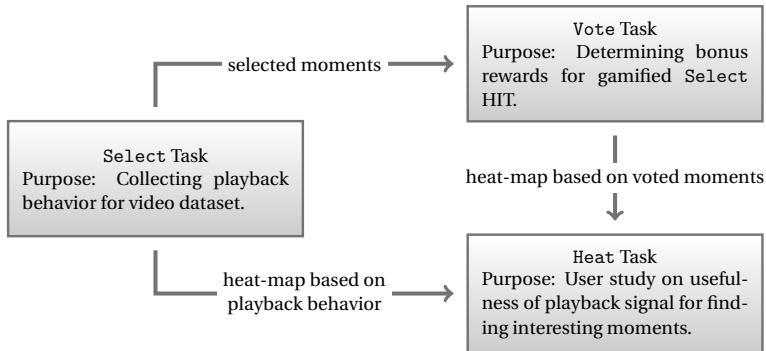 Vote Task
Purpose: Determining bonus
rewards for gamified Select
HIT.
selected moments
Select Task
Purpose: Collecting playback
behavior for video dataset.
heat-map based on voted moments
heat-map based on
playback behavior
Heat Task
Purpose: User study on useful-
ness of playback signal for find-
ing interesting moments.